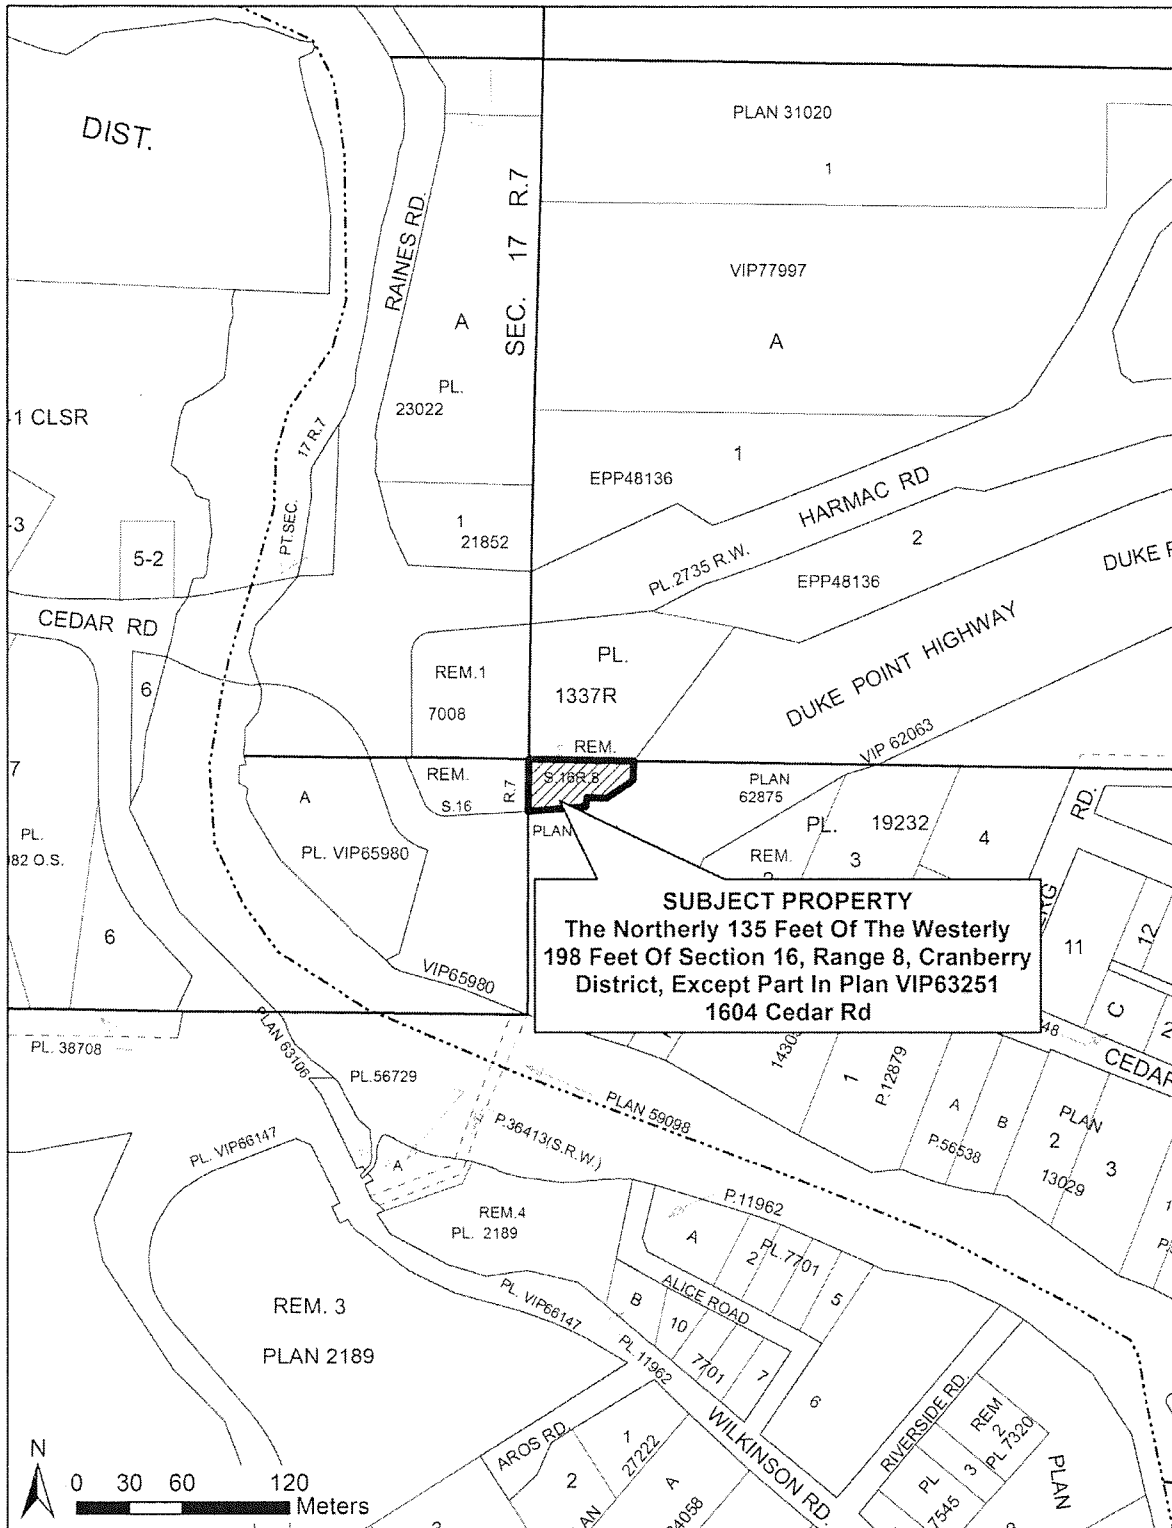 DIST.
PLAN 31020
1
RAINES RD.
SEC. 17 R.7
VIP77997
A
A
PL.
23022
1 CLSR
17 R.7
1
EPP48136
HARMAC RD
-3
5-2
PT.SEC.
1
21852
2
PL.2735 R.W.
EPP48136
DUKE
CEDAR RD
PL.
1337R
DUKE POINT HIGHWAY
REM.1
7008
6
VIP 62063
REM.
7
REM.
S.16
R.7
S.16R.8
PLAN
62875
A
PLAN
PL. 19232
4
RD.
PL.
82 O.S.
PL. VIP65980
REM.
3
SUBJECT PROPERTY
The Northerly 135 Feet Of The Westerly
198 Feet Of Section 16, Range 8, Cranberry
District, Except Part In Plan VIP63251
1604 Cedar Rd
11
12
6
VIP65980
C
2
PLAN 63106
PL. 38708
48
CEDAR
PL.56729
1430
1
P.12879
PLAN 59098
A
B
PLAN
2
P.36413(S.R.W.)
P.56538
13029
3
PL. VIP66147
A
P.11962
1
REM.4
PL. 2189
A
2
PL.7701
5
ALICE ROAD
PL. VIP66147
B
10
REM. 3
PLAN 2189
PL.11962
7701
7
6
RIVERSIDE RD.
REM
2
PL 7320
AROS RD.
1
27222
WILKINSON RD.
PL
3
PLAN
2
A
7545
4058
N
0 30 60 120
Meters